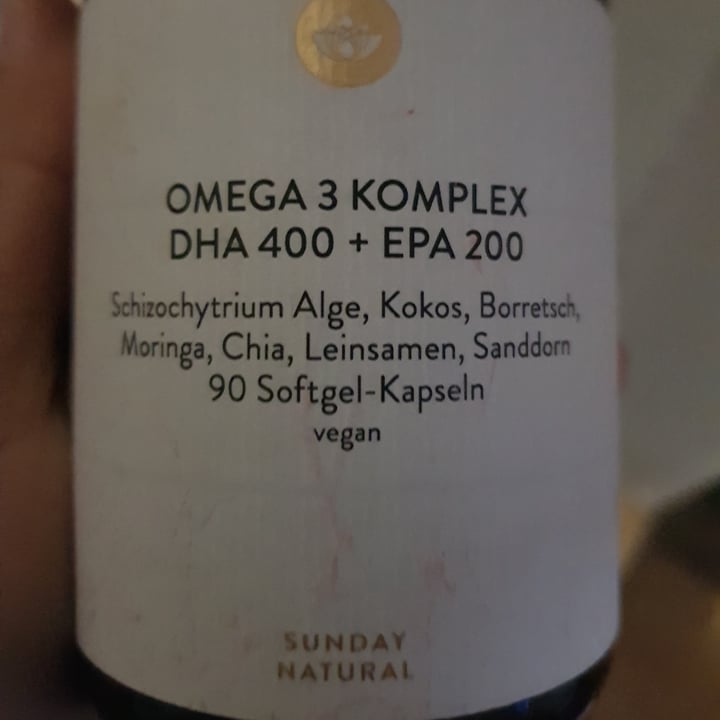 OMEGA 3 KOMPLEX
DHA 400 + EPA 200
Schizochytrium Alge, Kokos, Borretsch,
Moringa, Chia, Leinsamen, Sanddorn
90 Softgel-Kapseln
vegan
SUNDAY
NATURAL